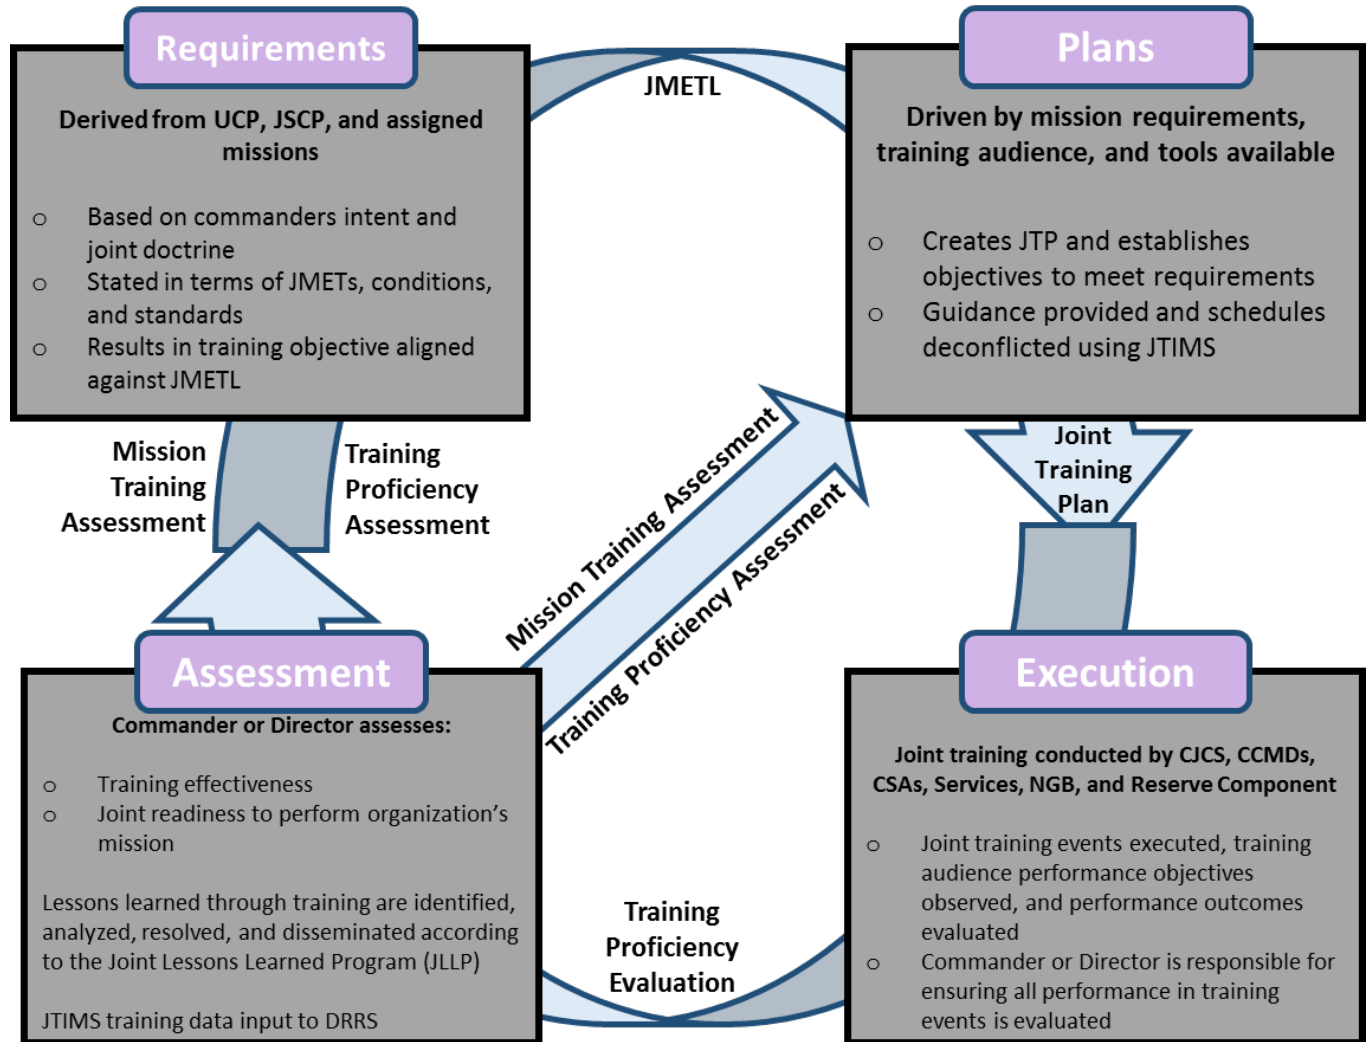 Requirements
Derived from UCP, JSCP, and assigned
missions
o Based on commanders intent and
joint doctrine
o Stated in terms of JMETs, conditions,
and standards
o Results in training objective aligned
against JMETL
JMETL
Plans
Driven by mission requirements,
training audience, and tools available
o Creates JTP and establishes
objectives to meet requirements
o Guidance provided and schedules
deconflicted using JTIMS
Mission
Training
Assessment
Training
Proficiency
Assessment
Mission Training Assessment
Training Proficiency Assessment
Joint
Training
Plan
Assessment
Commander or Director assesses:
o Training effectiveness
o Joint readiness to perform organization’s
mission
Lessons learned through training are identified,
analyzed, resolved, and disseminated according
to the Joint Lessons Learned Program (JLLP)
JTIMS training data input to DRRS
Training
Proficiency
Evaluation
Execution
Joint training conducted by CJCS, CCMDs,
CSAs, Services, NGB, and Reserve Component
o Joint training events executed, training
audience performance objectives
observed, and performance outcomes
evaluated
o Commander or Director is responsible for
ensuring all performance in training
events is evaluated